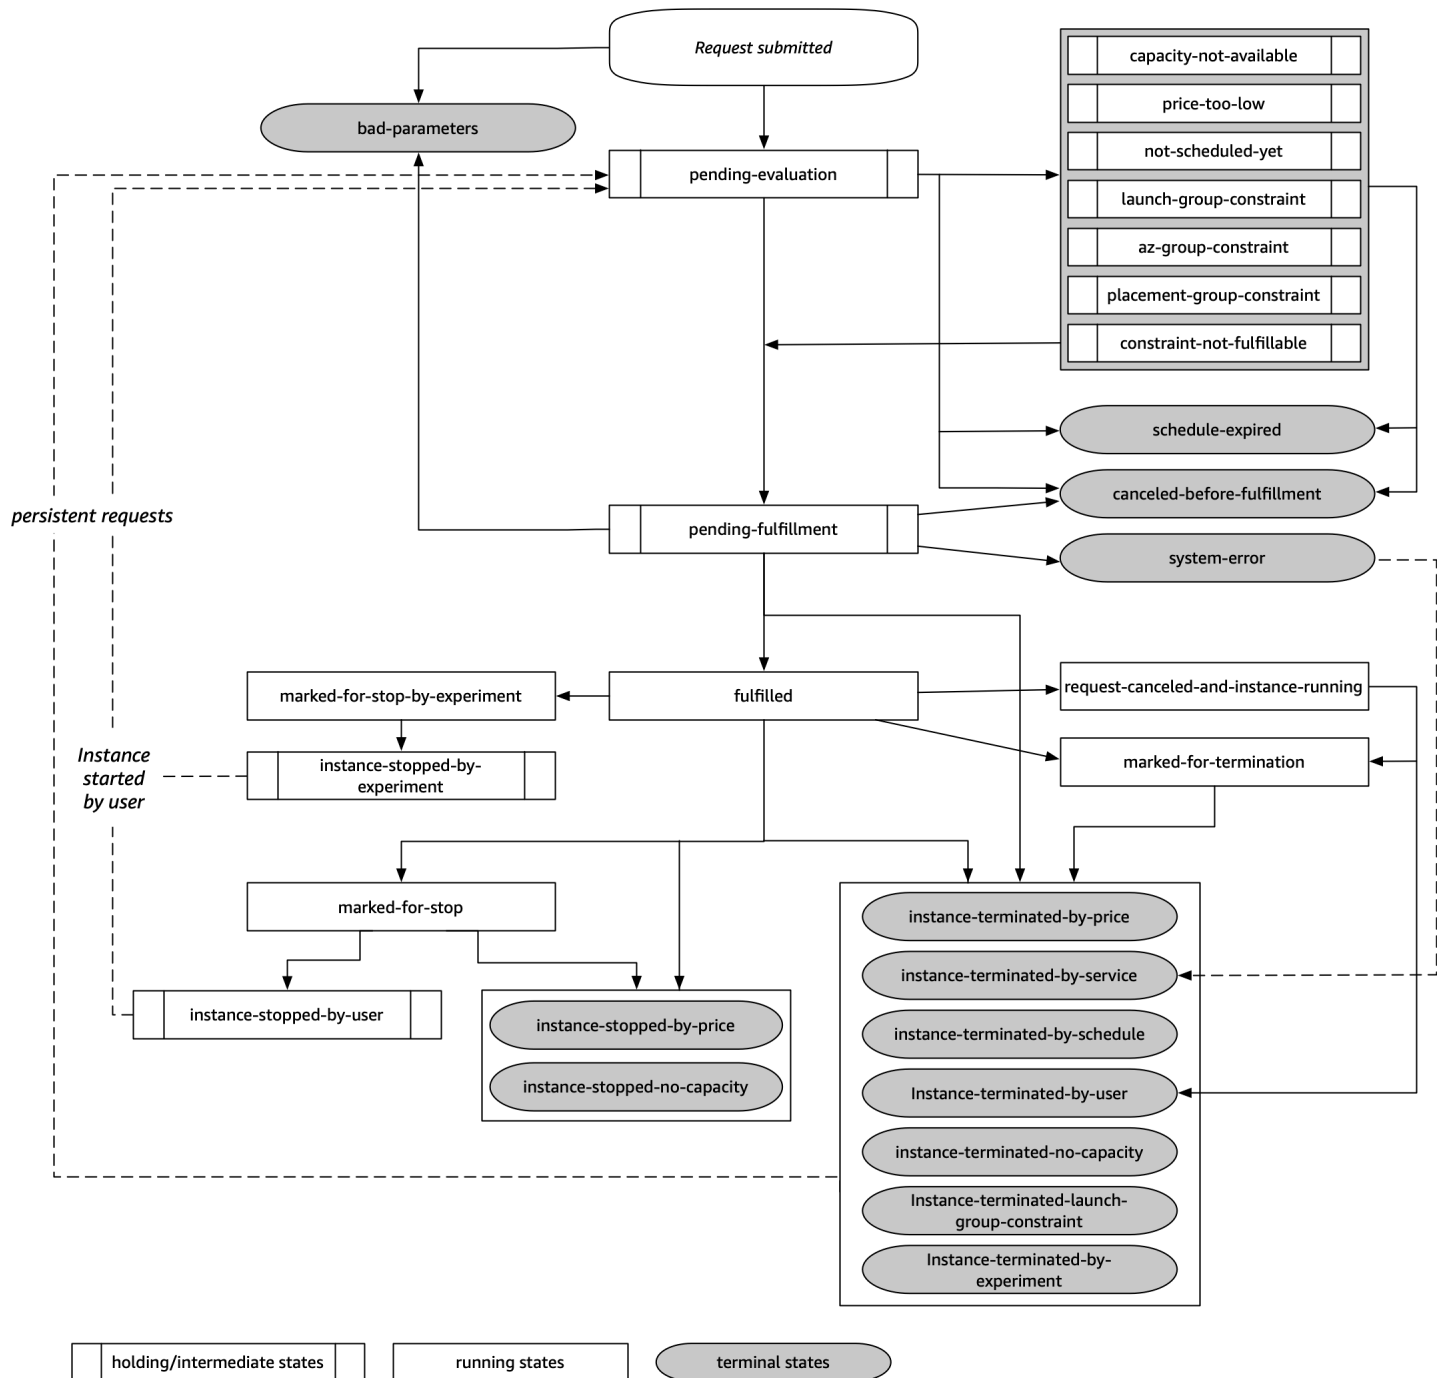 Request submitted
bad-parameters
pending-evaluation
capacity-not-available
price-too-low
not-scheduled-yet
launch-group-constraint
az-group-constraint
placement-group-constraint
constraint-not-fulfillable
schedule-expired
canceled-before-fulfillment
system-error
persistent requests
pending-fulfillment
marked-for-stop-by-experiment
fulfilled
request-canceled-and-instance-running
marked-for-termination
Instance
started
by user
instance-stopped-by-
experiment
marked-for-stop
instance-stopped-by-user
instance-stopped-by-price
instance-stopped-no-capacity
instance-terminated-by-price
instance-terminated-by-service
instance-terminated-by-schedule
Instance-terminated-by-user
instance-terminated-no-capacity
Instance-terminated-launch-
group-constraint
Instance-terminated-by-
experiment
holding/intermediate states
running states
terminal states